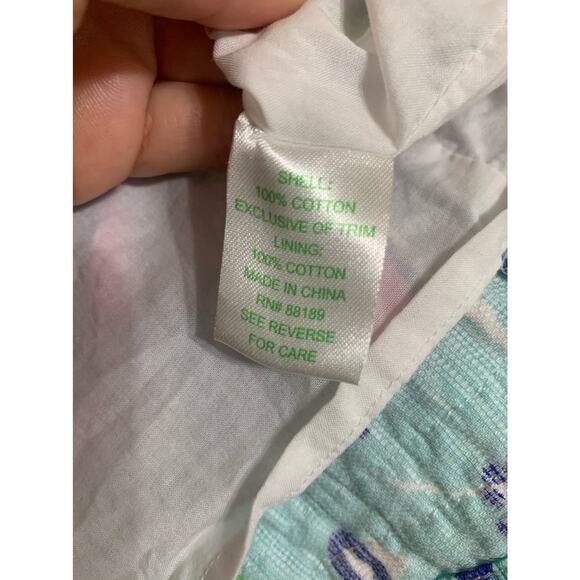 SHELL:
100% COTTON
EXCLUSIVE OF TRIM
LINING:
100% COTTON
MADE IN CHINA
RN# 88189
SEE REVERSE
FOR CARE